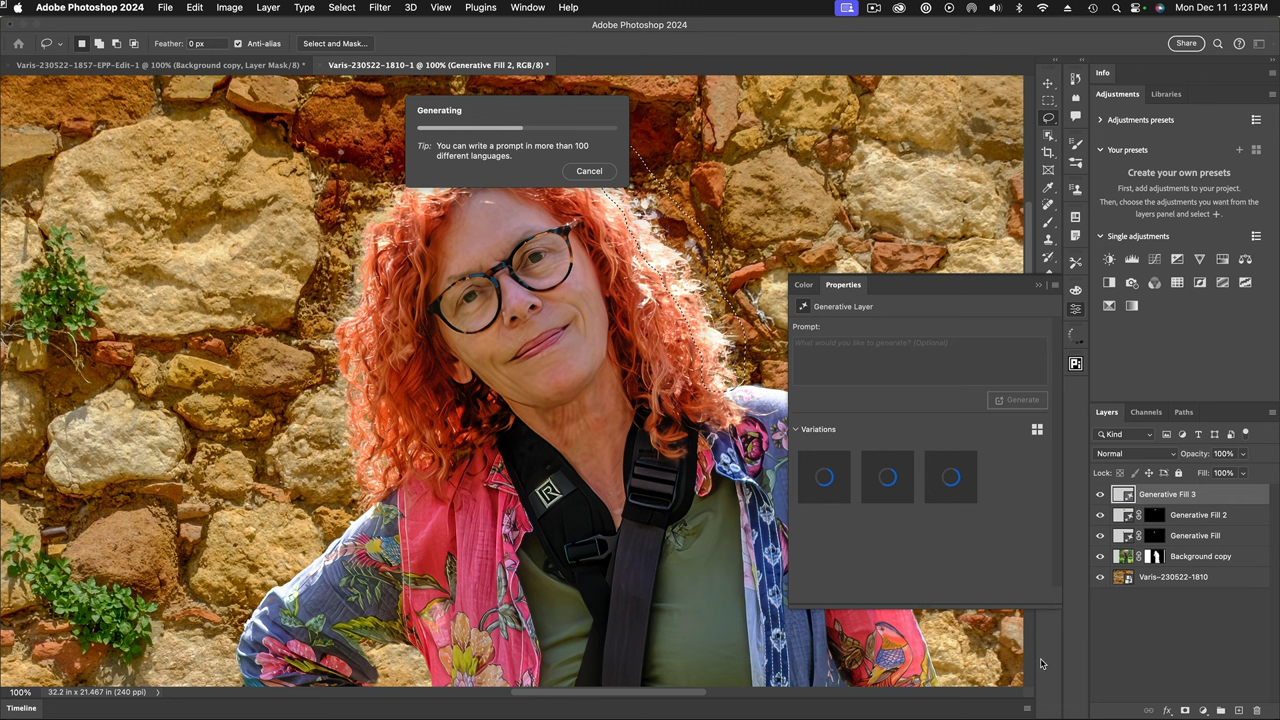 Adobe Photoshop 2024 File Edit Image Layer Type Select Filter 3D View Plugins Window Help Mon Dec 11 1:23 PM
Adobe Photoshop 2024
Feather: 0 px Anti-alias Select and Mask... Share
Varis-230522-1857-EPP-Edit-1 @ 100% (Background copy, Layer Mask/8) * Varis-230522-1810-1 @ 100% (Generative Fill 2, RGB/8) *
Generating
Tip: You can write a prompt in more than 100
different languages.
Cancel
Color Properties
Generative Layer
Prompt:
What would you like to generate? (Optional)
Generate
Variations
Info
Adjustments Libraries
Adjustments presets
Your presets
Create your own presets
First, add adjustments to your project.
Then, choose the adjustments you want from the
layers panel and select +.
Single adjustments
Layers Channels Paths
Kind
Normal Opacity: 100%
Lock: Fill: 100%
Generative Fill 3
Generative Fill 2
Generative Fill
Background copy
Varis-230522-1810
100% 32.2 in x 21.467 in (240 ppi)
Timeline